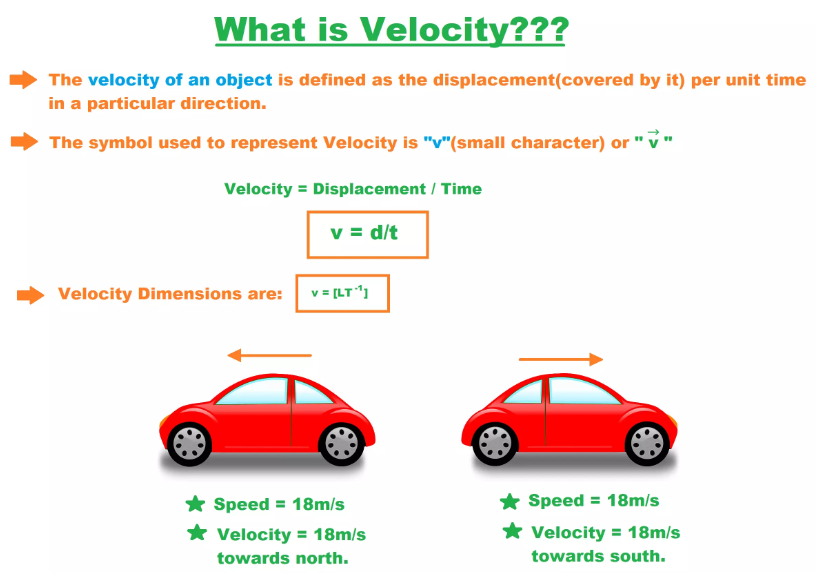 What is Velocity???
The velocity of an object is defined as the displacement(covered by it) per unit time
in a particular direction.
The symbol used to represent Velocity is "v"(small character) or " v⃗ "
Velocity = Displacement / Time
v = d/t
Velocity Dimensions are: v = [LT⁻¹]
Speed = 18m/s
Velocity = 18m/s
towards north.
Speed = 18m/s
Velocity = 18m/s
towards south.